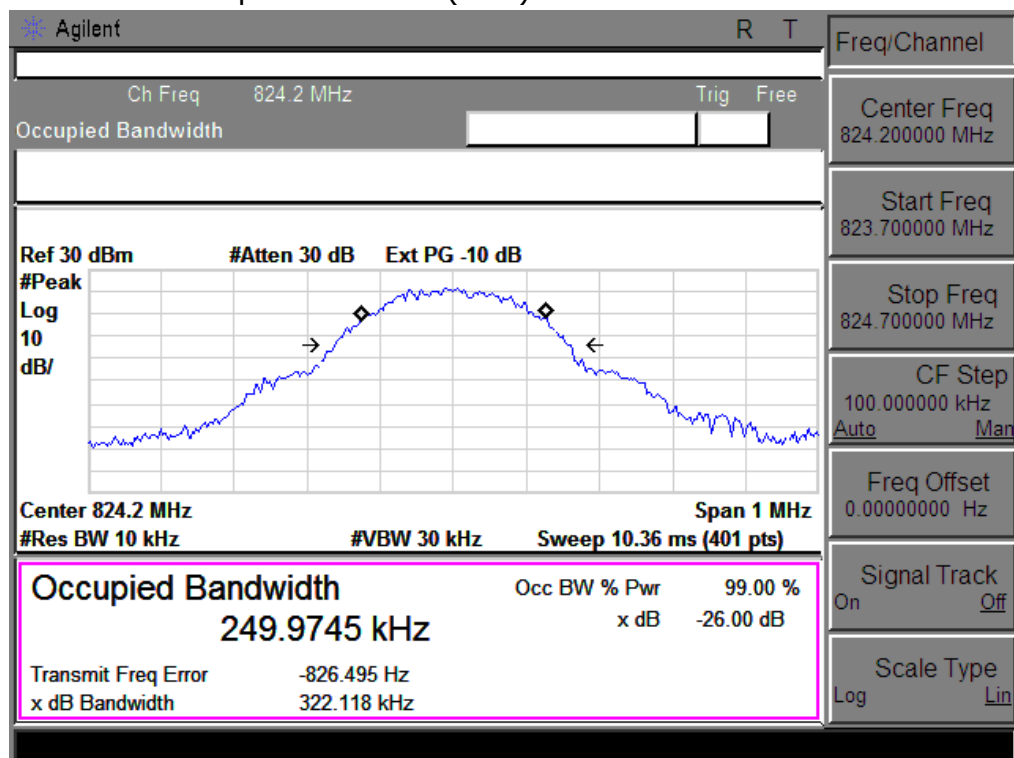 Agilent R T
Ch Freq 824.2 MHz Trig Free
Occupied Bandwidth
Ref 30 dBm #Atten 30 dB Ext PG -10 dB
#Peak
Log
10
dB/
Center 824.2 MHz Span 1 MHz
#Res BW 10 kHz #VBW 30 kHz Sweep 10.36 ms (401 pts)
Occupied Bandwidth Occ BW % Pwr 99.00 %
249.9745 kHz x dB -26.00 dB
Transmit Freq Error -826.495 Hz
x dB Bandwidth 322.118 kHz
Freq/Channel
Center Freq
824.200000 MHz
Start Freq
823.700000 MHz
Stop Freq
824.700000 MHz
CF Step
100.000000 kHz
Auto Man
Freq Offset
0.00000000 Hz
Signal Track
On Off
Scale Type
Log Lin